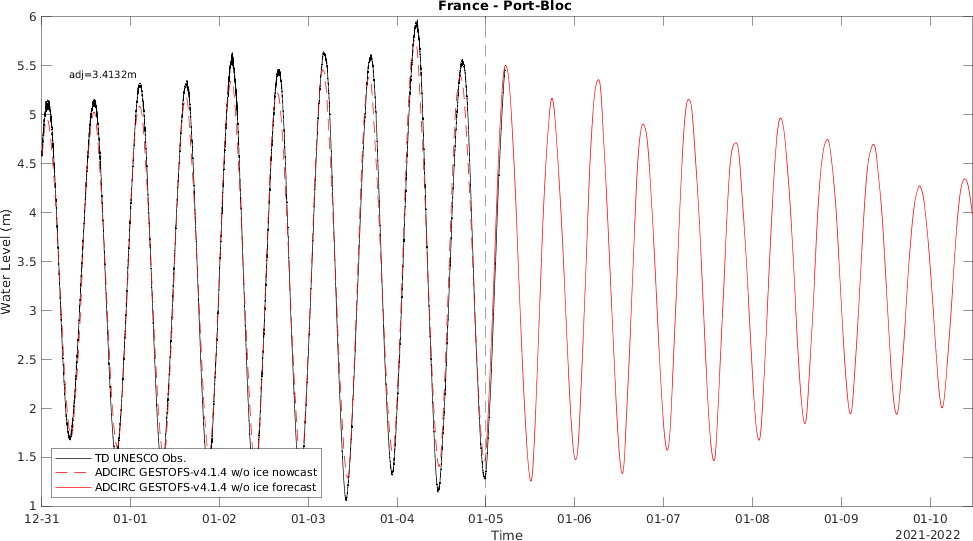 France - Port-Bloc
6
5.5
5
4.5
4
3.5
3
2.5
2
1.5
1
Water Level (m)
adj=3.4132m
TD UNESCO Obs.
ADCIRC GESTOFS-v4.1.4 w/o ice nowcast
ADCIRC GESTOFS-v4.1.4 w/o ice forecast
12-31 01-01 01-02 01-03 01-04 01-05 01-06 01-07 01-08 01-09 01-10
Time
2021-2022